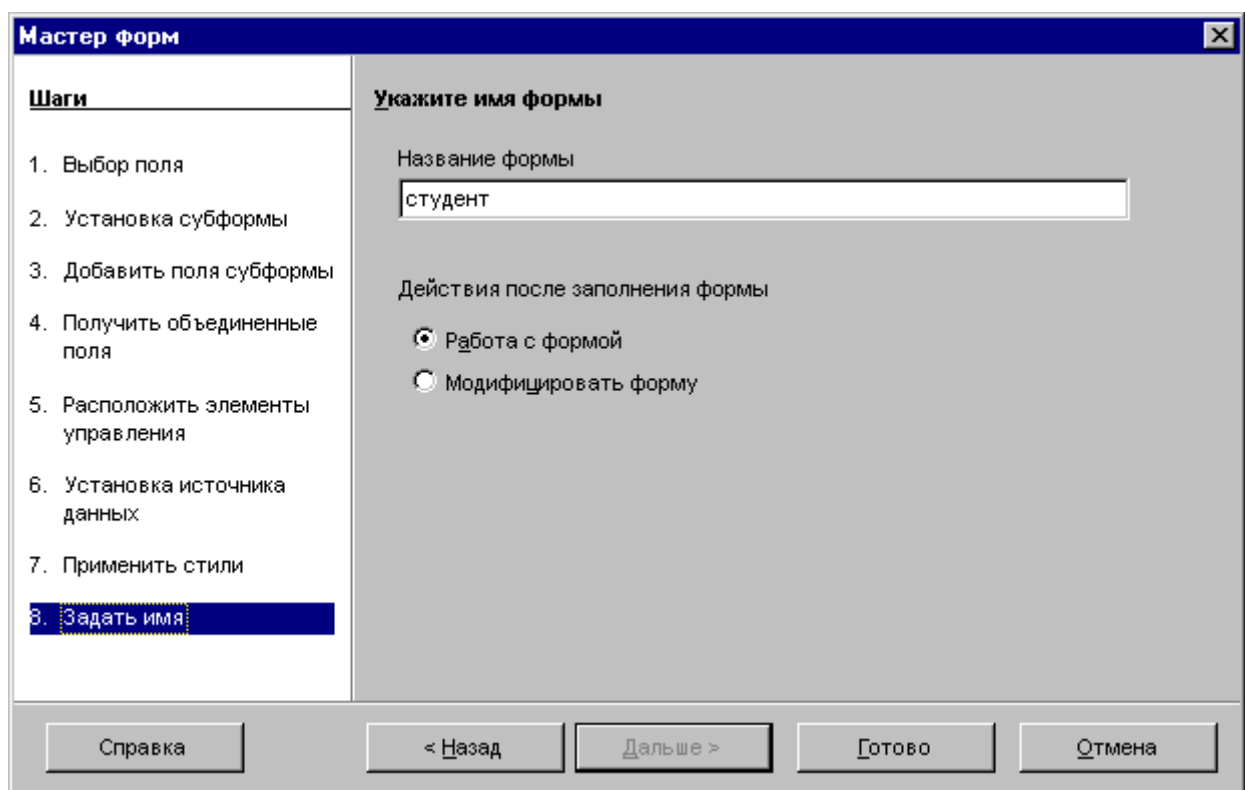 Мастер форм
Шаги
1. Выбор поля
2. Установка субформы
3. Добавить поля субформы
4. Получить объединенные
поля
5. Расположить элементы
управления
6. Установка источника
данных
7. Применить стили
8. Задать имя
Укажите имя формы
Название формы
студент
Действия после заполнения формы
Работа с формой
Модифицировать форму
Справка
< Назад
Дальше >
Готово
Отмена